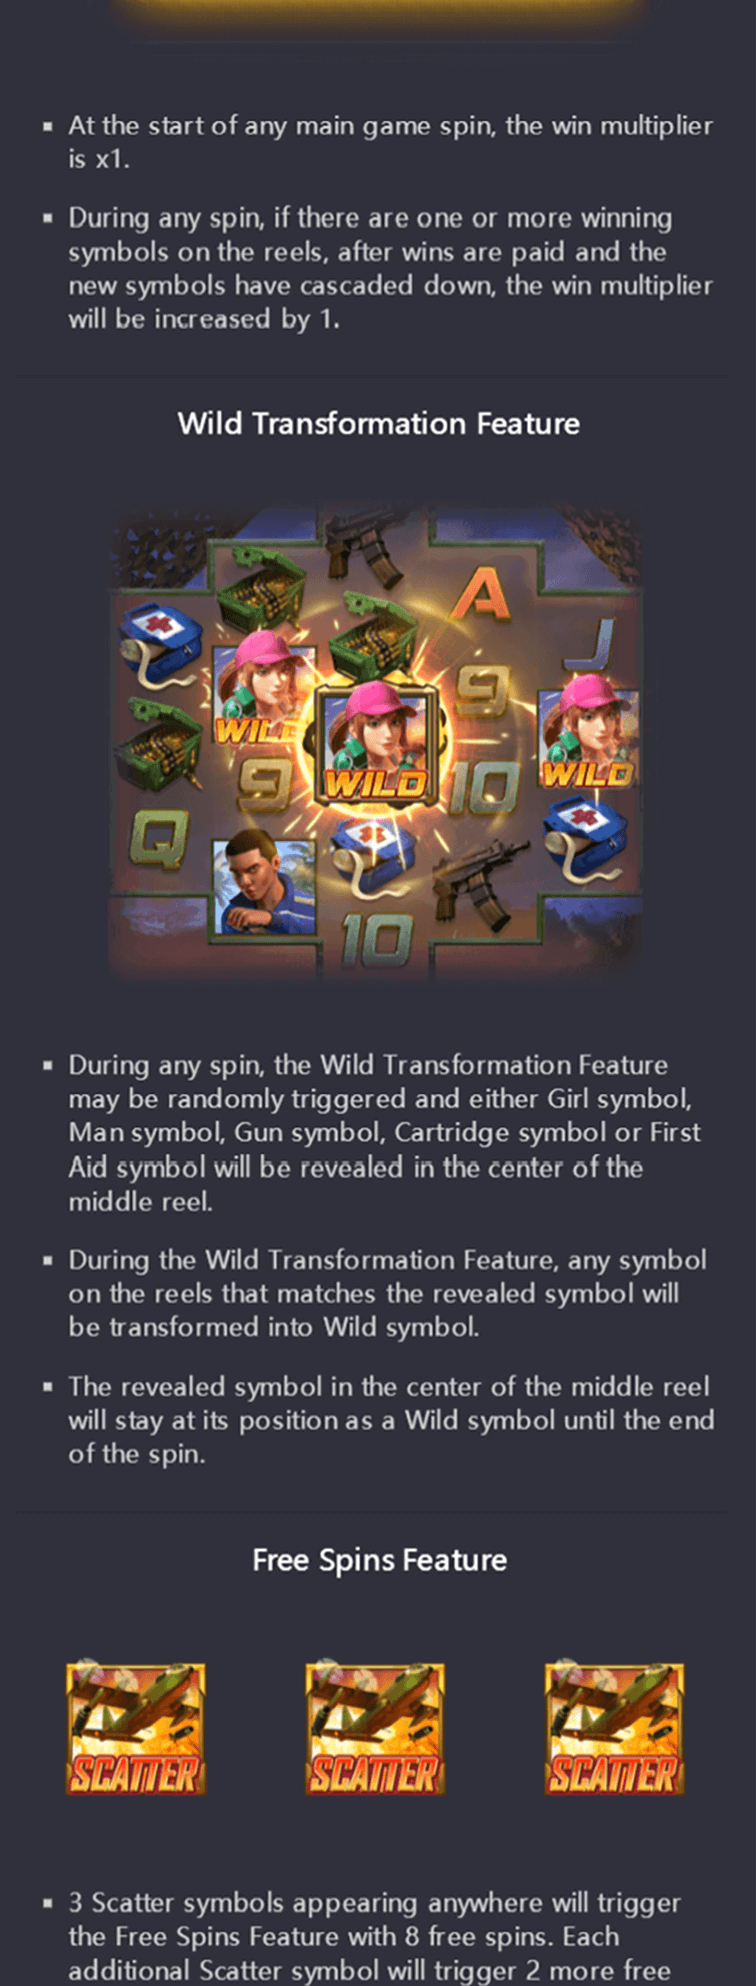 At the start of any main game spin, the win multiplier
is x1.
During any spin, if there are one or more winning
symbols on the reels, after wins are paid and the
new symbols have cascaded down, the win multiplier
will be increased by 1.
Wild Transformation Feature
A
J
9
WILD
WILD
WILD
9
10
Q
10
During any spin, the Wild Transformation Feature
may be randomly triggered and either Girl symbol,
Man symbol, Gun symbol, Cartridge symbol or First
Aid symbol will be revealed in the center of the
middle reel.
During the Wild Transformation Feature, any symbol
on the reels that matches the revealed symbol will
be transformed into Wild symbol.
The revealed symbol in the center of the middle reel
will stay at its position as a Wild symbol until the end
of the spin.
Free Spins Feature
SCATTER
SCATTER
SCATTER
3 Scatter symbols appearing anywhere will trigger
the Free Spins Feature with 8 free spins. Each
additional Scatter symbol will trigger 2 more free